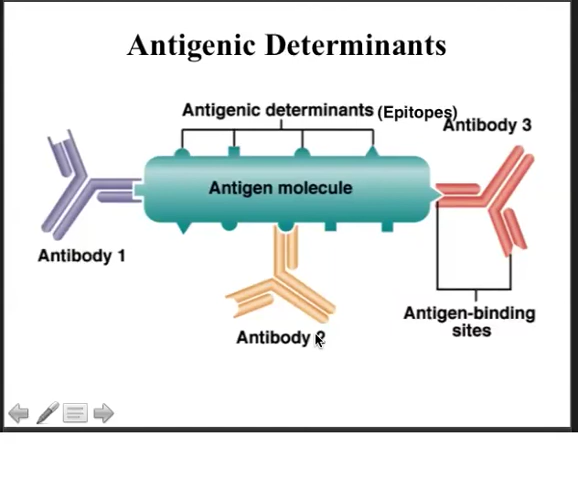 Antigenic Determinants
Antigenic determinants (Epitopes)
Antibody 3
Antigen molecule
Antibody 1
Antigen-binding
sites
Antibody